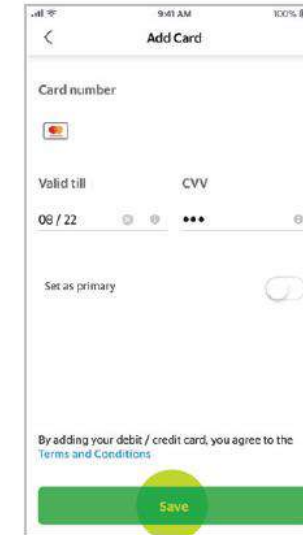 9:41 AM 100%
Add Card
Card number
Valid till CVV
08 / 22 •••
Set as primary
By adding your debit / credit card, you agree to the
Terms and Conditions
Save